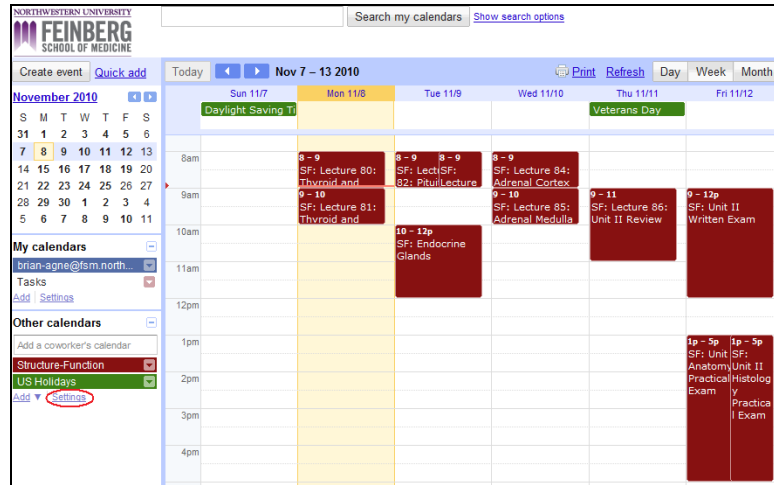 NORTHWESTERN UNIVERSITY
FEINBERG
SCHOOL OF MEDICINE
Search my calendars Show search options
Create event Quick add
Today Nov 7 – 13 2010 Print Refresh Day Week Month
November 2010
S M T W T F S
31 1 2 3 4 5 6
7 8 9 10 11 12 13
14 15 16 17 18 19 20
21 22 23 24 25 26 27
28 29 30 1 2 3 4
5 6 7 8 9 10 11
My calendars
brian-agne@fsm.north...
Tasks
Add Settings
Other calendars
Add a coworker's calendar
Structure-Function
US Holidays
Add ▼ Settings
Sun 11/7 Mon 11/8 Tue 11/9 Wed 11/10 Thu 11/11 Fri 11/12
Daylight Saving Ti
Veterans Day
8am
9am
10am
11am
12pm
1pm
2pm
3pm
4pm
8 – 9
SF: Lecture 80:
Thyroid and
9 – 10
SF: Lecture 81:
Thyroid and
8 – 9
SF: Lect
82: Pitui
8 – 9
SF:
Lecture
10 – 12p
SF: Endocrine
Glands
8 – 9
SF: Lecture 84:
Adrenal Cortex
9 – 10
SF: Lecture 85:
Adrenal Medulla
9 – 11
SF: Lecture 86:
Unit II Review
9 – 12p
SF: Unit II
Written Exam
1p – 5p
SF: Unit
Anatomy
Practical
Exam
1p – 5p
SF:
Unit II
Histolog
y
Practica
l Exam